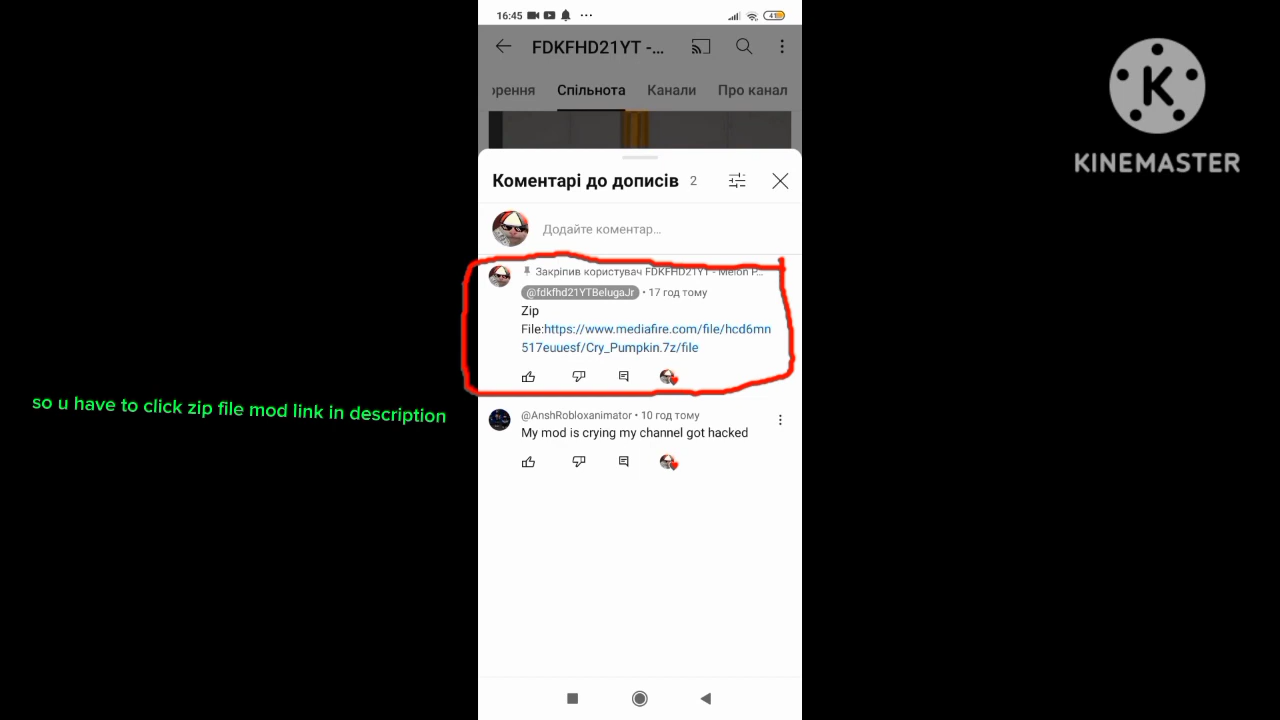 16:45
41
FDKFHD21YT -...
орення
Спільнота
Канали
Про канал
Коментарі до дописів 2
Додайте коментар...
Закріпив користувач FDKFHD21YT - Melon P...
@fdkfhd21YTBelugaJr • 17 год тому
Zip
File:https://www.mediafire.com/file/hcd6mn
517euuesf/Cry_Pumpkin.7z/file
@AnshRobloxanimator • 10 год тому
My mod is crying my channel got hacked
so u have to click zip file mod link in description
K
KINEMASTER